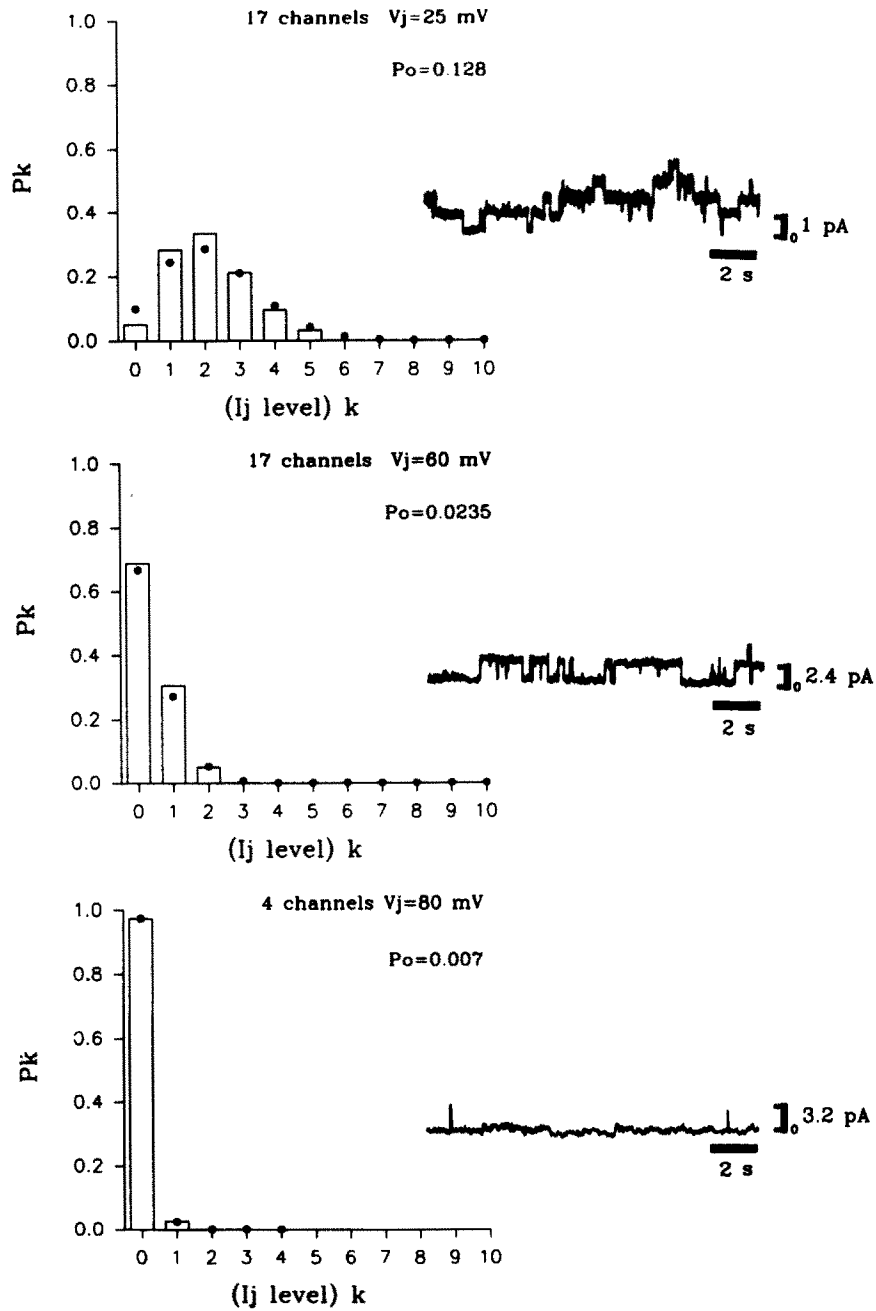 17 channels Vj=25 mV
Po=0.128
1.0
0.8
0.6
0.4
0.2
0.0
Pk
0 1 2 3 4 5 6 7 8 9 10
(Ij level) k
0 1 pA
2 s
17 channels Vj=60 mV
Po=0.0235
1.0
0.8
0.6
0.4
0.2
0.0
Pk
0 1 2 3 4 5 6 7 8 9 10
(Ij level) k
0 2.4 pA
2 s
4 channels Vj=80 mV
Po=0.007
1.0
0.8
0.6
0.4
0.2
0.0
Pk
0 1 2 3 4 5 6 7 8 9 10
(Ij level) k
0 3.2 pA
2 s